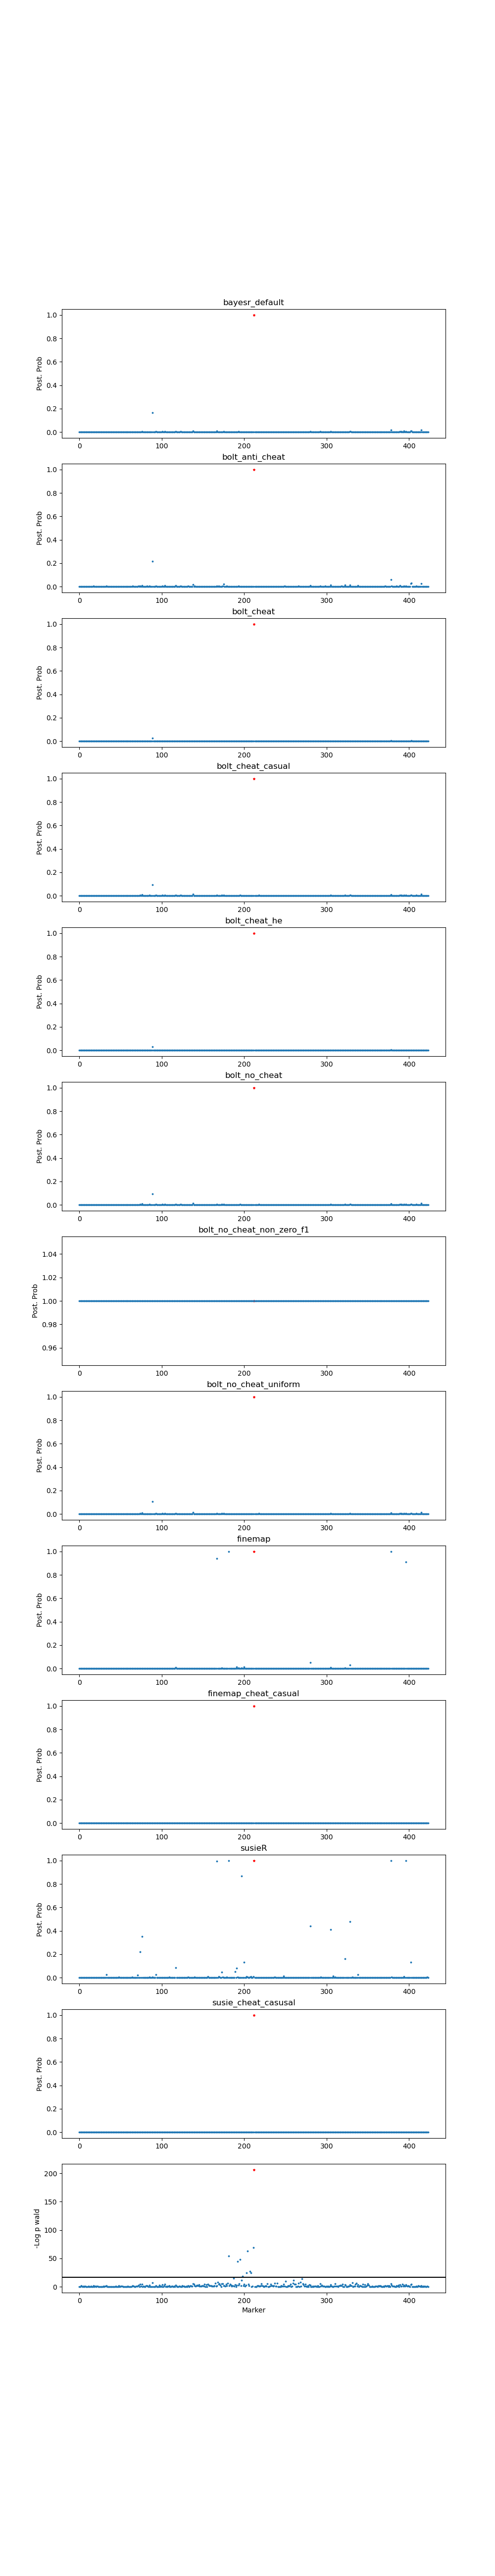 bayesr_default
1.0
0.8
0.6
0.4
0.2
0.0
Post. Prob
0 100 200 300 400
bolt_anti_cheat
1.0
0.8
0.6
0.4
0.2
0.0
Post. Prob
0 100 200 300 400
bolt_cheat
1.0
0.8
0.6
0.4
0.2
0.0
Post. Prob
0 100 200 300 400
bolt_cheat_casual
1.0
0.8
0.6
0.4
0.2
0.0
Post. Prob
0 100 200 300 400
bolt_cheat_he
1.0
0.8
0.6
0.4
0.2
0.0
Post. Prob
0 100 200 300 400
bolt_no_cheat
1.0
0.8
0.6
0.4
0.2
0.0
Post. Prob
0 100 200 300 400
bolt_no_cheat_non_zero_f1
1.04
1.02
1.00
0.98
0.96
Post. Prob
0 100 200 300 400
bolt_no_cheat_uniform
1.0
0.8
0.6
0.4
0.2
0.0
Post. Prob
0 100 200 300 400
finemap
1.0
0.8
0.6
0.4
0.2
0.0
Post. Prob
0 100 200 300 400
finemap_cheat_casual
1.0
0.8
0.6
0.4
0.2
0.0
Post. Prob
0 100 200 300 400
susieR
1.0
0.8
0.6
0.4
0.2
0.0
Post. Prob
0 100 200 300 400
susie_cheat_casusal
1.0
0.8
0.6
0.4
0.2
0.0
Post. Prob
0 100 200 300 400
200
150
100
50
0
-Log p wald
0 100 200 300 400
Marker